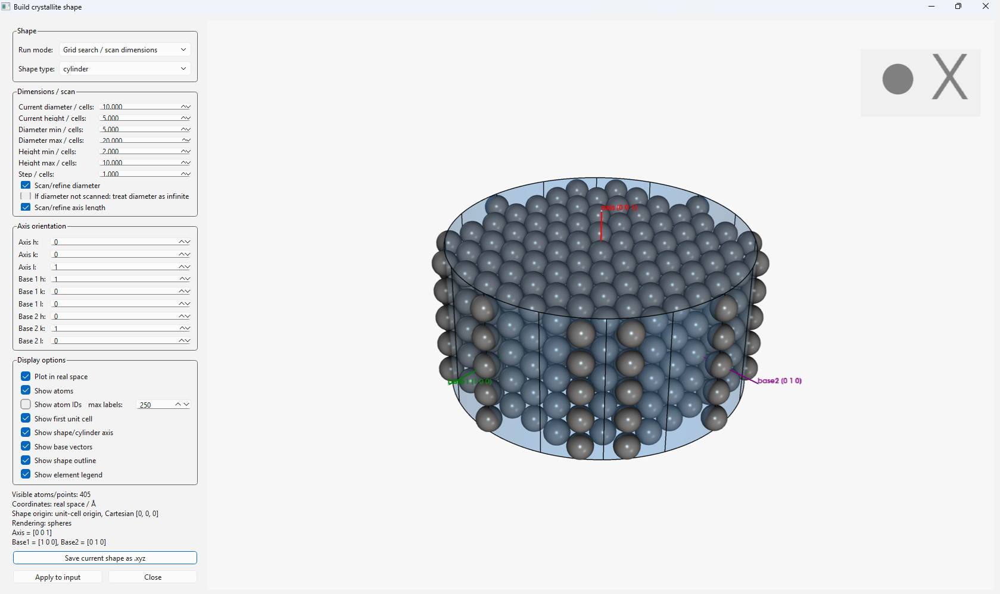 Build crystallite shape
Shape
Run mode: Grid search / scan dimensions
Shape type: cylinder
Dimensions / scan
Current diameter / cells: 10.000
Current height / cells: 5.000
Diameter min / cells: 5.000
Diameter max / cells: 20.000
Height min / cells: 2.000
Height max / cells: 10.000
Step / cells: 1.000
Scan/refine diameter
If diameter not scanned: treat diameter as infinite
Scan/refine axis length
Axis orientation
Axis h: 0
Axis k: 0
Axis l: 1
Base 1 h: 1
Base 1 k: 0
Base 1 l: 0
Base 2 h: 0
Base 2 k: 1
Base 2 l: 0
Display options
Plot in real space
Show atoms
Show atom IDs max labels: 250
Show first unit cell
Show shape/cylinder axis
Show base vectors
Show shape outline
Show element legend
Visible atoms/points: 405
Coordinates: real space / Å
Shape origin: unit-cell origin, Cartesian [0, 0, 0]
Rendering: spheres
Axis = [0 0 1]
Base1 = [1 0 0], Base2 = [0 1 0]
Save current shape as .xyz
Apply to input Close
X
axis (0 0 1)
base1 (1 0 0)
base2 (0 1 0)